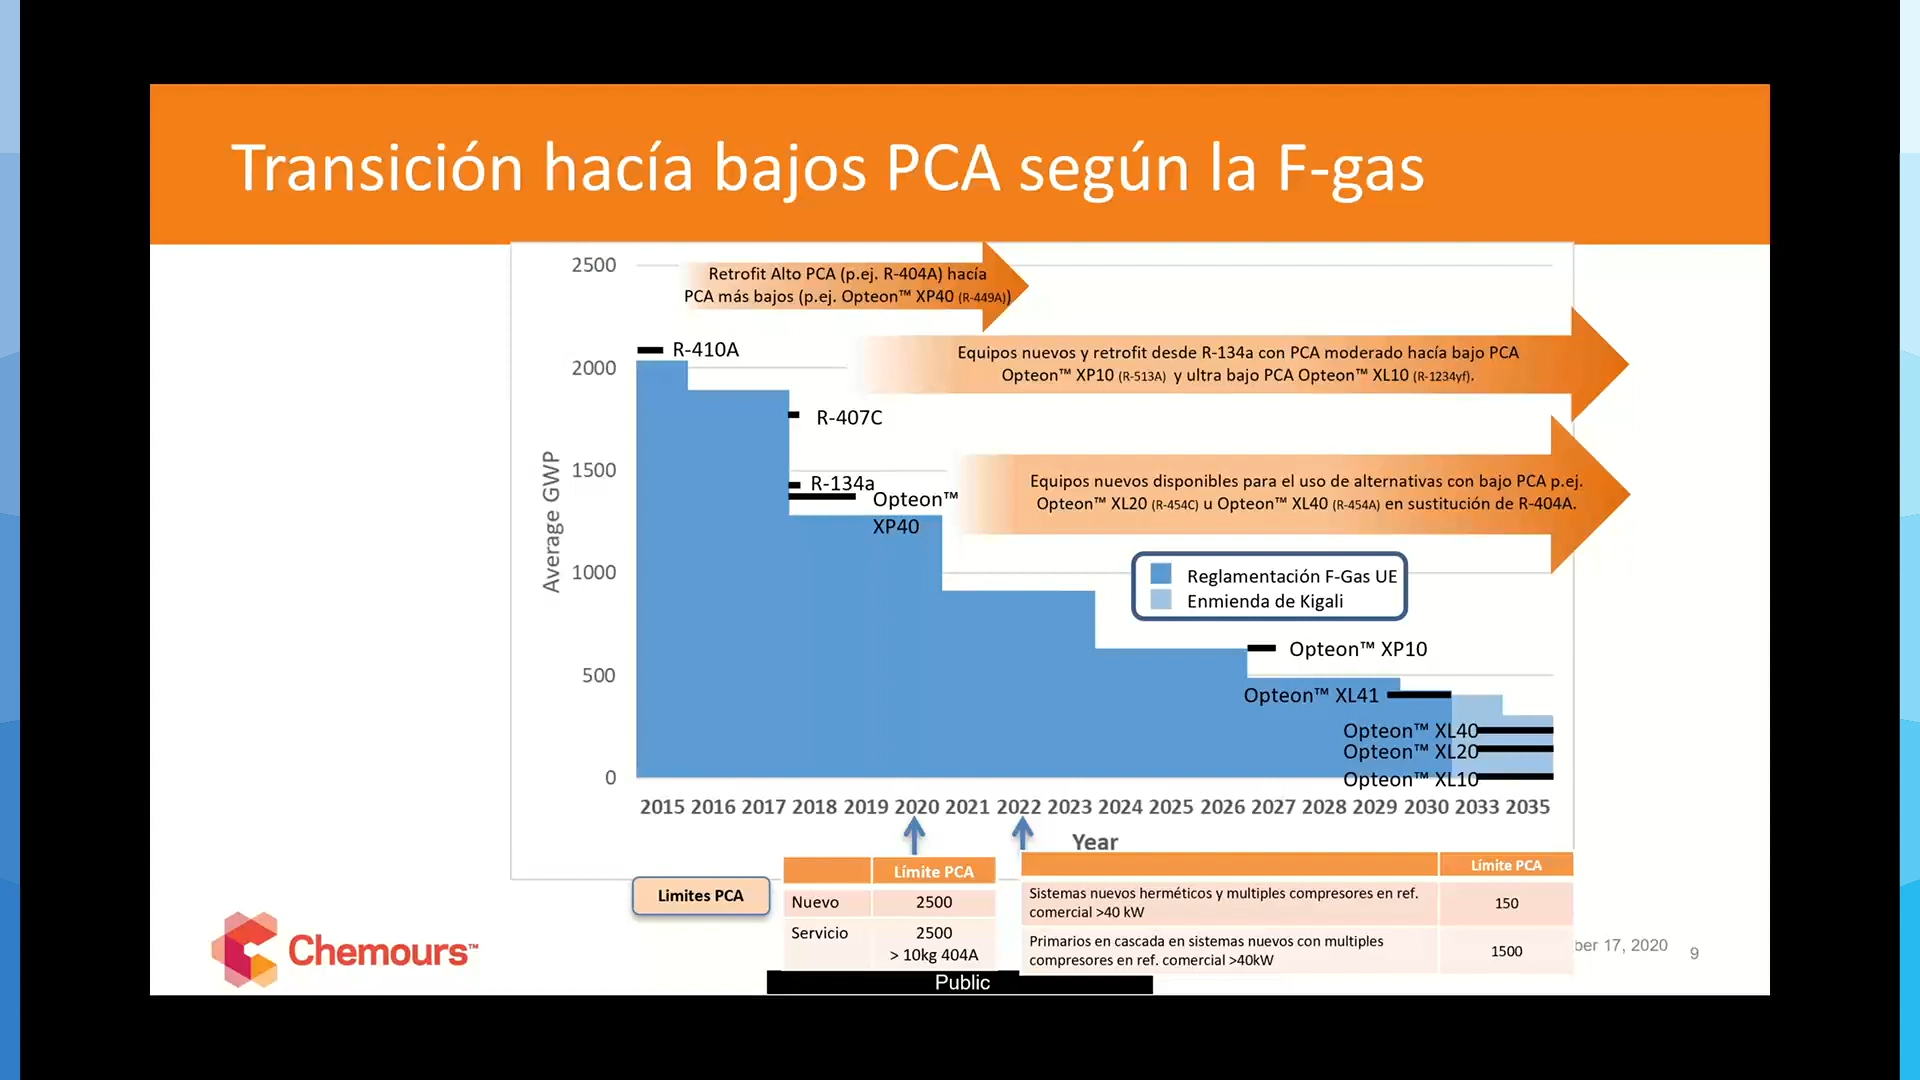 Transición hacía bajos PCA según la F-gas
2500
2000
1500
1000
500
0
Average GWP
Retrofit Alto PCA (p.ej. R-404A) hacía
PCA más bajos (p.ej. Opteon™ XP40 (R-449A))
Equipos nuevos y retrofit desde R-134a con PCA moderado hacía bajo PCA
Opteon™ XP10 (R-513A) y ultra bajo PCA Opteon™ XL10 (R-1234yf).
Equipos nuevos disponibles para el uso de alternativas con bajo PCA p.ej.
Opteon™ XL20 (R-454C) u Opteon™ XL40 (R-454A) en sustitución de R-404A.
R-410A
R-407C
R-134a
Opteon™
XP40
Reglamentación F-Gas UE
Enmienda de Kigali
Opteon™ XP10
Opteon™ XL41
Opteon™ XL40
Opteon™ XL20
Opteon™ XL10
2015 2016 2017 2018 2019 2020 2021 2022 2023 2024 2025 2026 2027 2028 2029 2030 2033 2035
Year
Limites PCA
Límite PCA
Nuevo 2500
Servicio 2500
> 10kg 404A
Límite PCA
Sistemas nuevos herméticos y multiples compresores en ref.
comercial >40 kW
150
Primarios en cascada en sistemas nuevos con multiples
compresores en ref. comercial >40kW
1500
Chemours™
17, 2020
9
Public